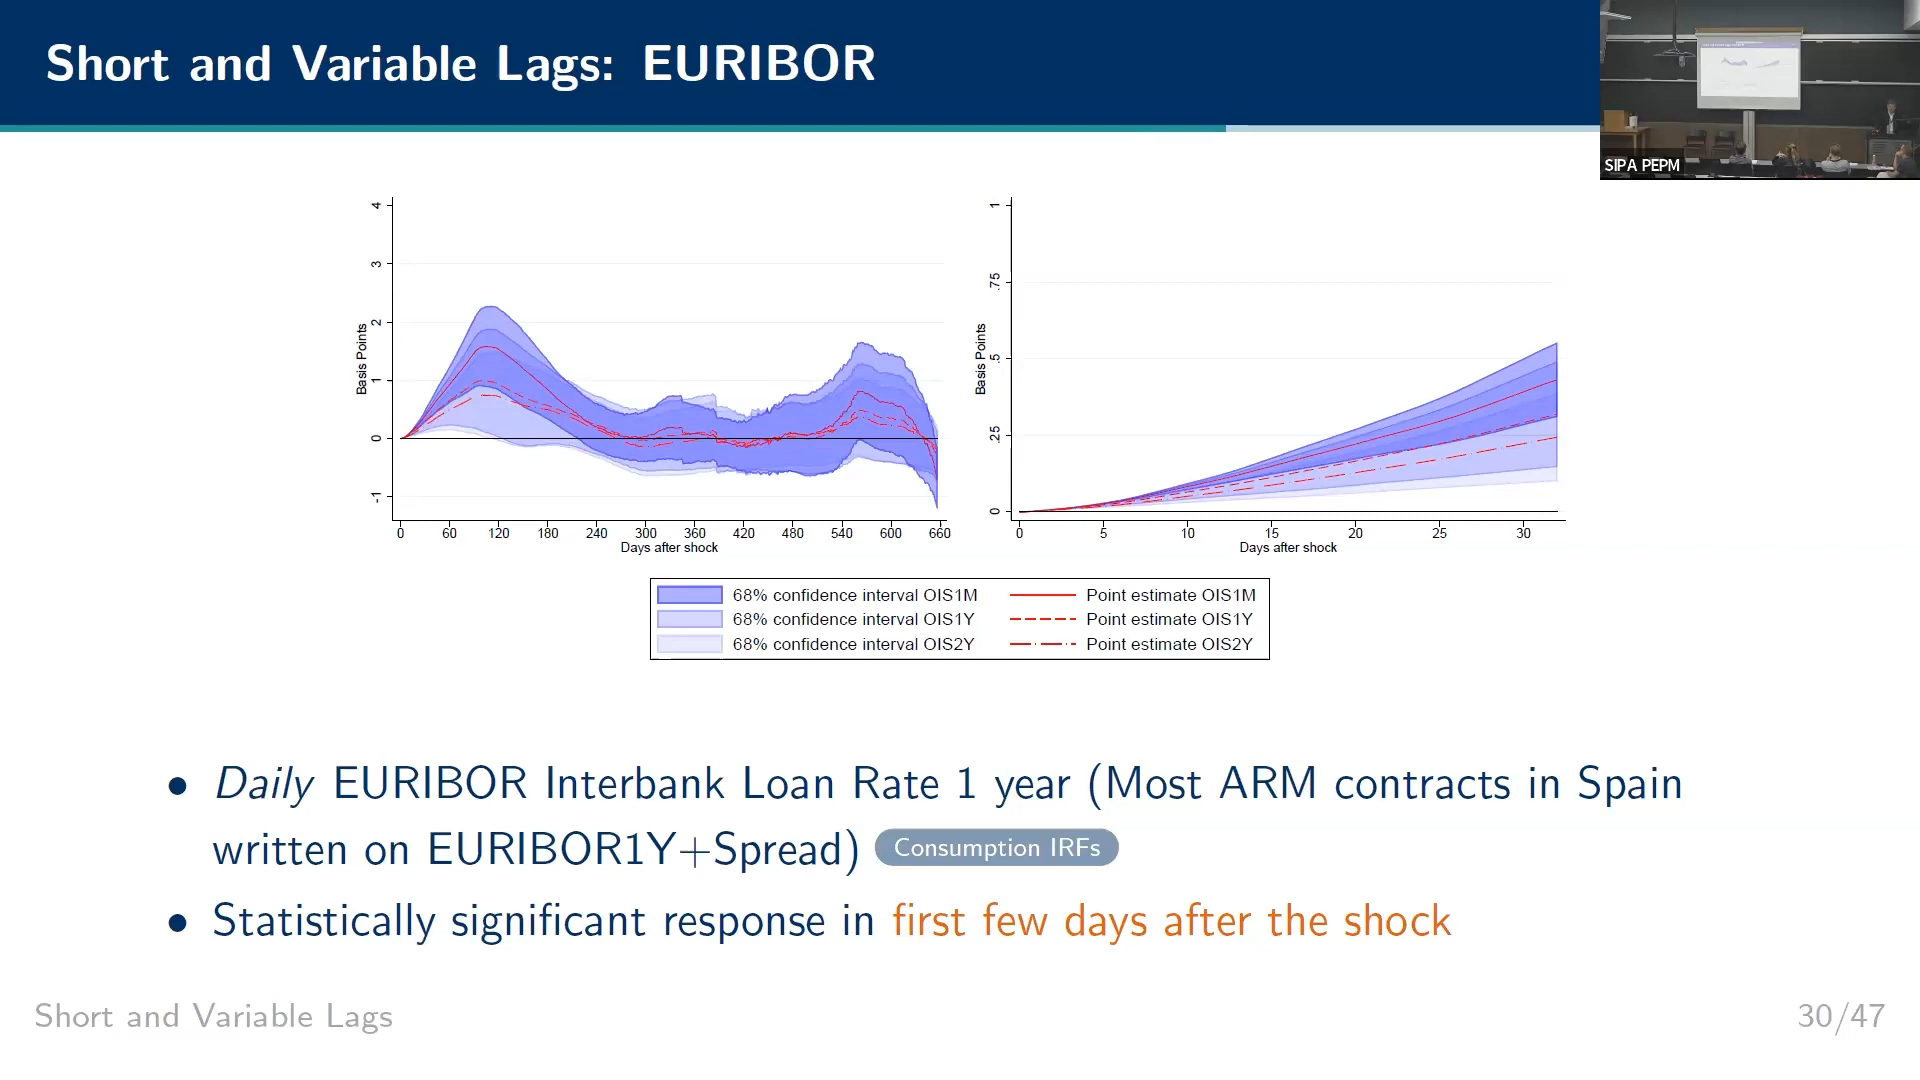 Short and Variable Lags: EURIBOR
SIPA PEPM
Basis Points
4
3
2
1
0
-1
0 60 120 180 240 300 360 420 480 540 600 660
Days after shock
Basis Points
1
.75
.5
.25
0
0 5 10 15 20 25 30
Days after shock
68% confidence interval OIS1M Point estimate OIS1M
68% confidence interval OIS1Y Point estimate OIS1Y
68% confidence interval OIS2Y Point estimate OIS2Y
• Daily EURIBOR Interbank Loan Rate 1 year (Most ARM contracts in Spain
written on EURIBOR1Y+Spread) Consumption IRFs
• Statistically significant response in first few days after the shock
Short and Variable Lags 30/47